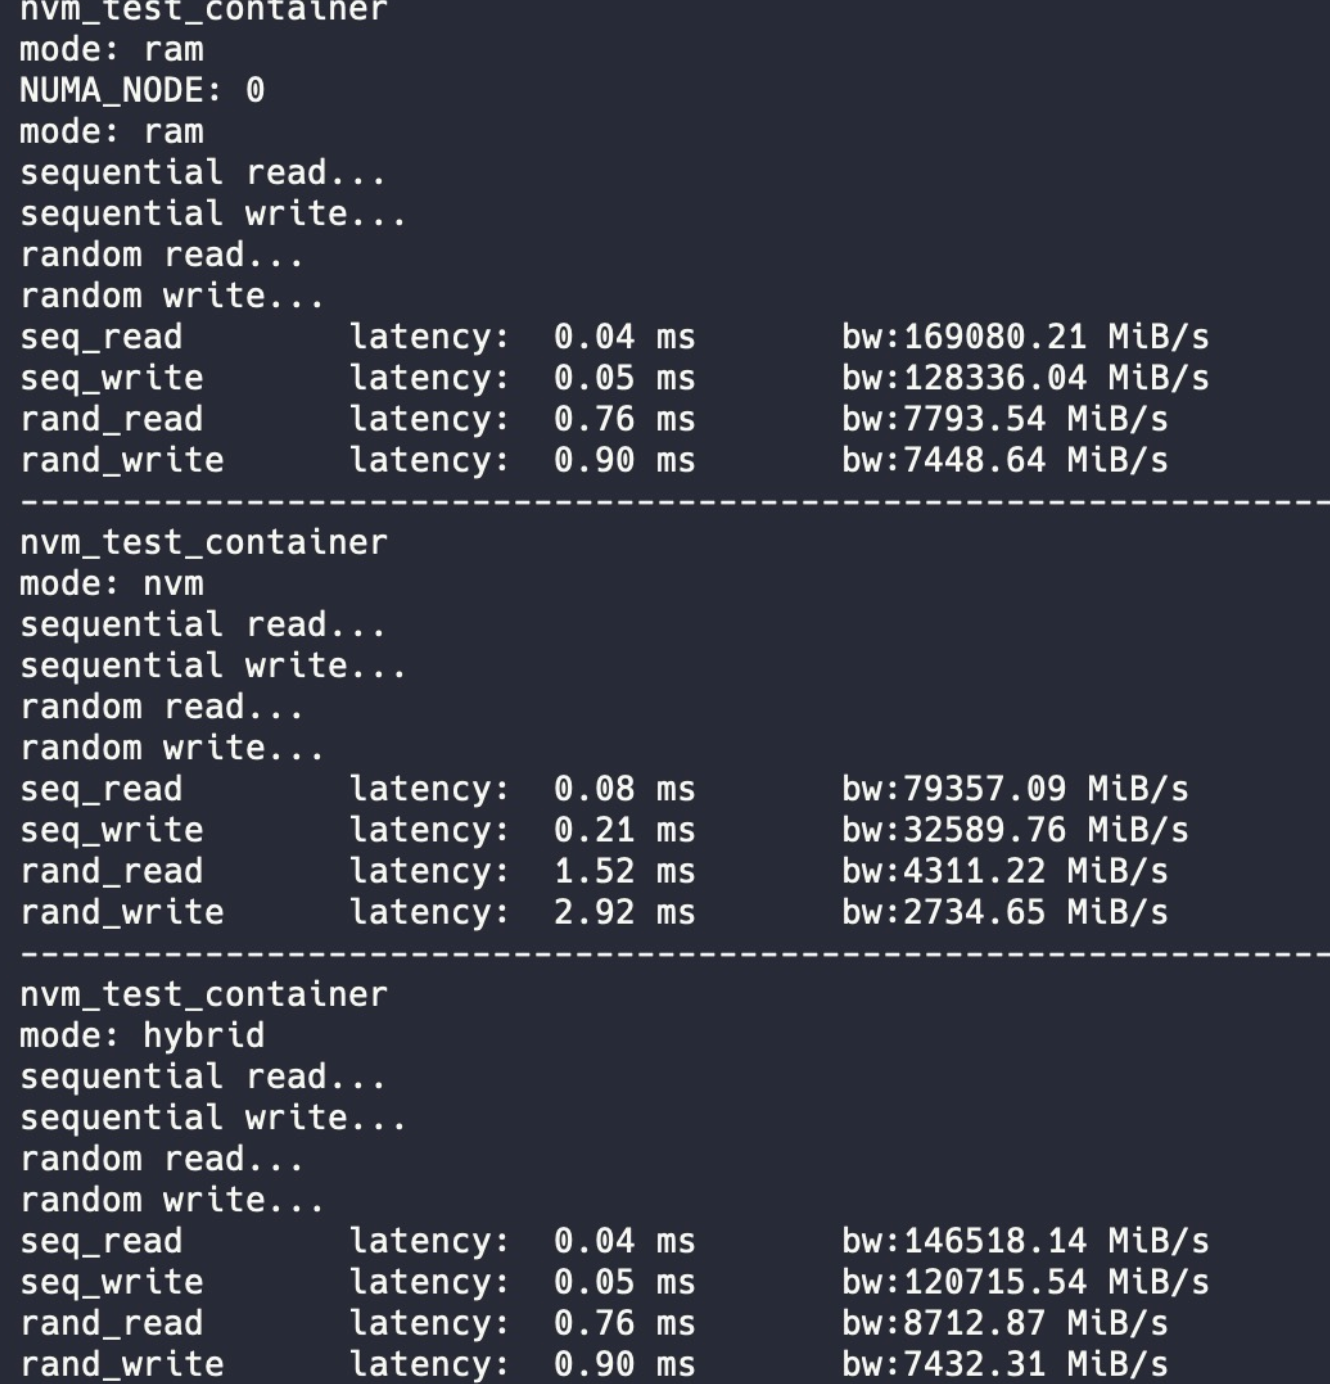 nvm_test_container
mode: ram
NUMA_NODE: 0
mode: ram
sequential read...
sequential write...
random read...
random write...
seq_read latency: 0.04 ms bw:169080.21 MiB/s
seq_write latency: 0.05 ms bw:128336.04 MiB/s
rand_read latency: 0.76 ms bw:7793.54 MiB/s
rand_write latency: 0.90 ms bw:7448.64 MiB/s
----------------------------------------------------------------
nvm_test_container
mode: nvm
sequential read...
sequential write...
random read...
random write...
seq_read latency: 0.08 ms bw:79357.09 MiB/s
seq_write latency: 0.21 ms bw:32589.76 MiB/s
rand_read latency: 1.52 ms bw:4311.22 MiB/s
rand_write latency: 2.92 ms bw:2734.65 MiB/s
----------------------------------------------------------------
nvm_test_container
mode: hybrid
sequential read...
sequential write...
random read...
random write...
seq_read latency: 0.04 ms bw:146518.14 MiB/s
seq_write latency: 0.05 ms bw:120715.54 MiB/s
rand_read latency: 0.76 ms bw:8712.87 MiB/s
rand_write latency: 0.90 ms bw:7432.31 MiB/s